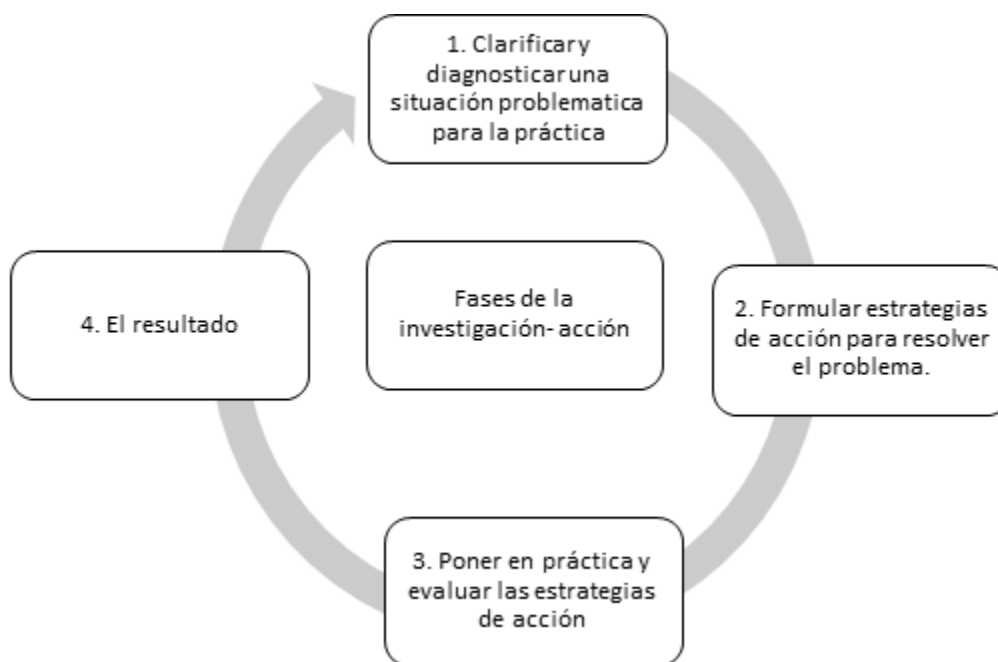 1. Clarificar y
diagnosticar una
situación problematica
para la práctica
4. El resultado
Fases de la
investigación- acción
2. Formular estrategias
de acción para resolver
el problema.
3. Poner en práctica y
evaluar las estrategias
de acción